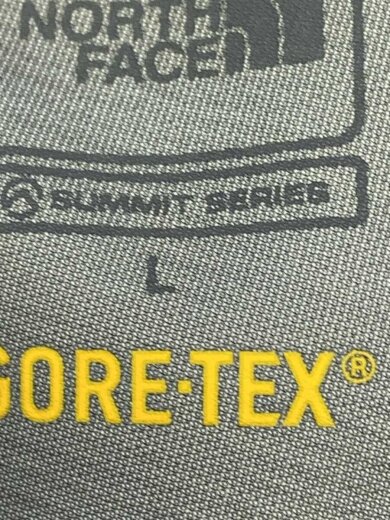 NORTH
FACE
SUMMIT SERIES
L
GORE·TEX®